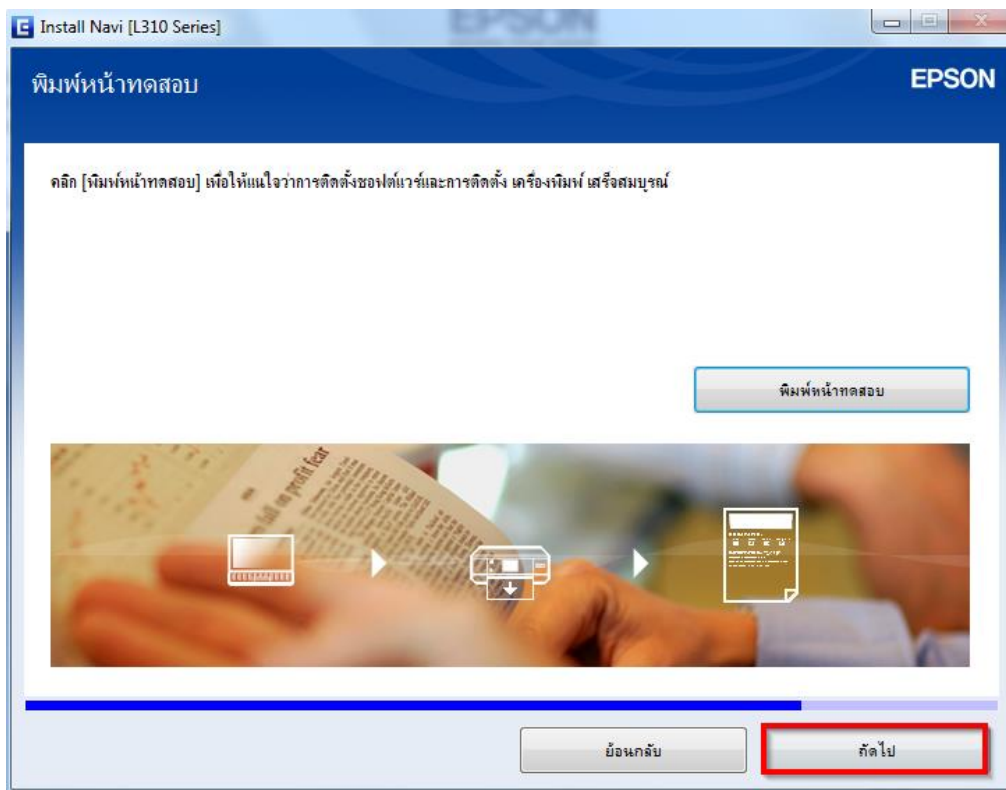 EPSON
Install Navi [L310 Series]
พิมพ์หน้าทดสอบ
EPSON
คลิก [พิมพ์หน้าทดสอบ] เพื่อให้แน่ใจว่าการติดตั้งซอฟต์แวร์และการติดตั้ง เครื่องพิมพ์ เสร็จสมบูรณ์
พิมพ์หน้าทดสอบ
all on profit fear
ย้อนกลับ
ถัดไป